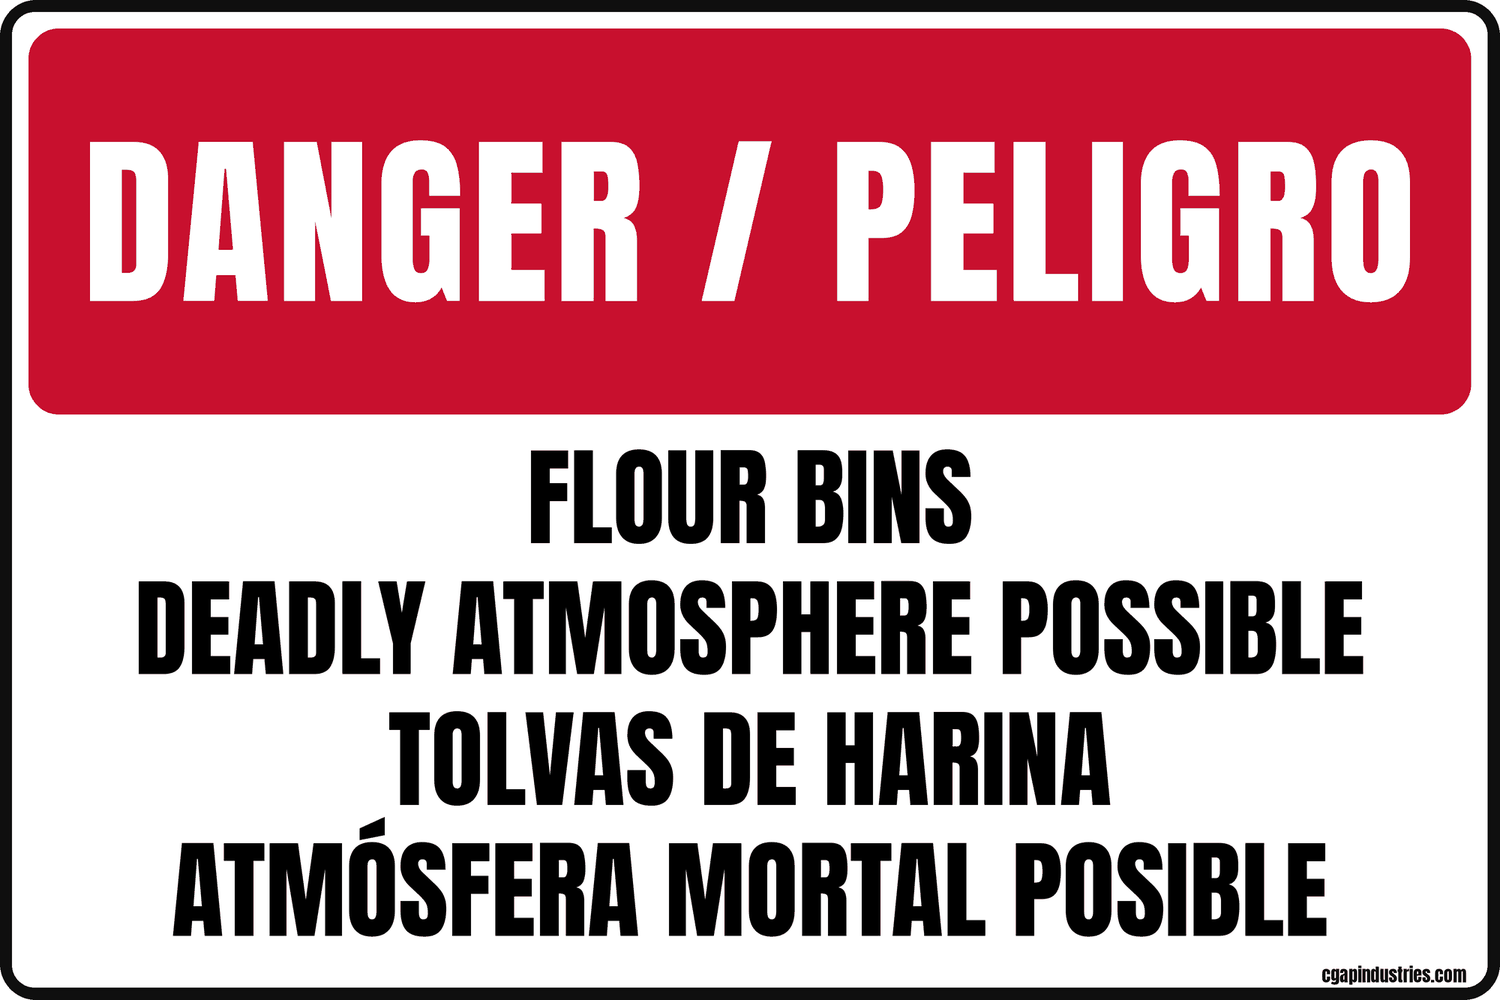 DANGER / PELIGRO
FLOUR BINS
DEADLY ATMOSPHERE POSSIBLE
TOLVAS DE HARINA
ATMÓSFERA MORTAL POSIBLE
cgapindustries.com